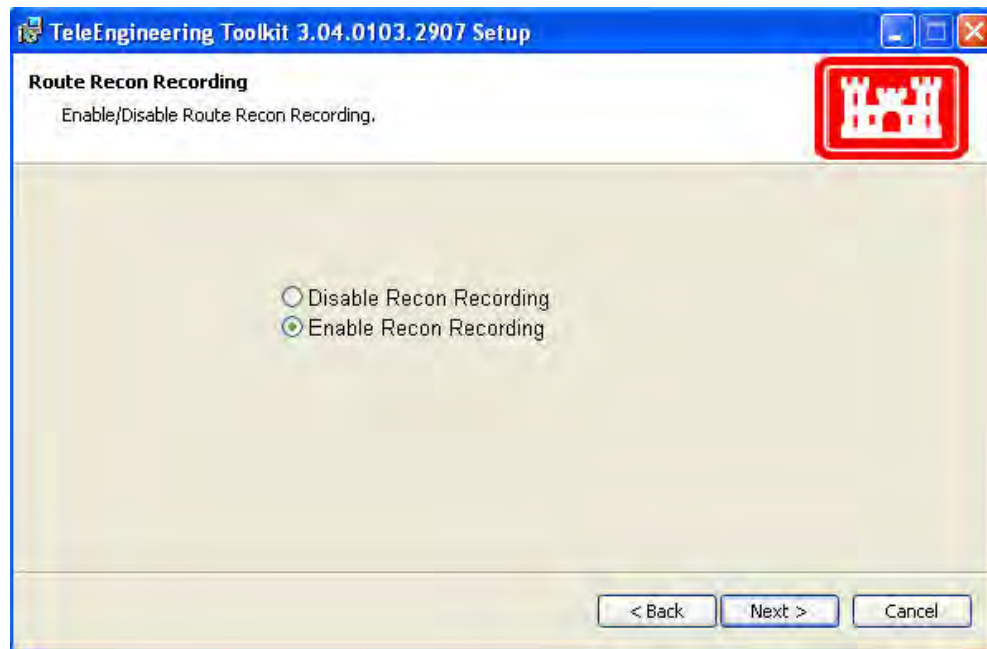 TeleEngineering Toolkit 3.04.0103.2907 Setup
Route Recon Recording
Enable/Disable Route Recon Recording.
Disable Recon Recording
Enable Recon Recording
< Back
Next >
Cancel